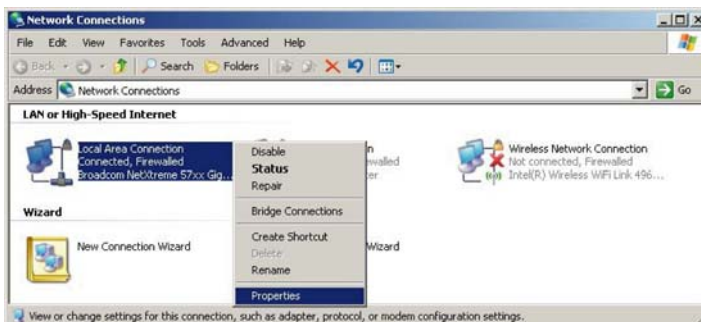 Network Connections
File Edit View Favorites Tools Advanced Help
Back Search Folders
Address Network Connections Go
LAN or High-Speed Internet
Local Area Connection
Connected, Firewalled
Broadcom NetXtreme 57xx Gig...
Disable
Status
Repair
Bridge Connections
Create Shortcut
Delete
Rename
Properties
Wireless Network Connection
Not connected, Firewalled
Intel(R) Wireless WiFi Link 496...
Wizard
New Connection Wizard
Wizard
View or change settings for this connection, such as adapter, protocol, or modem configuration settings.